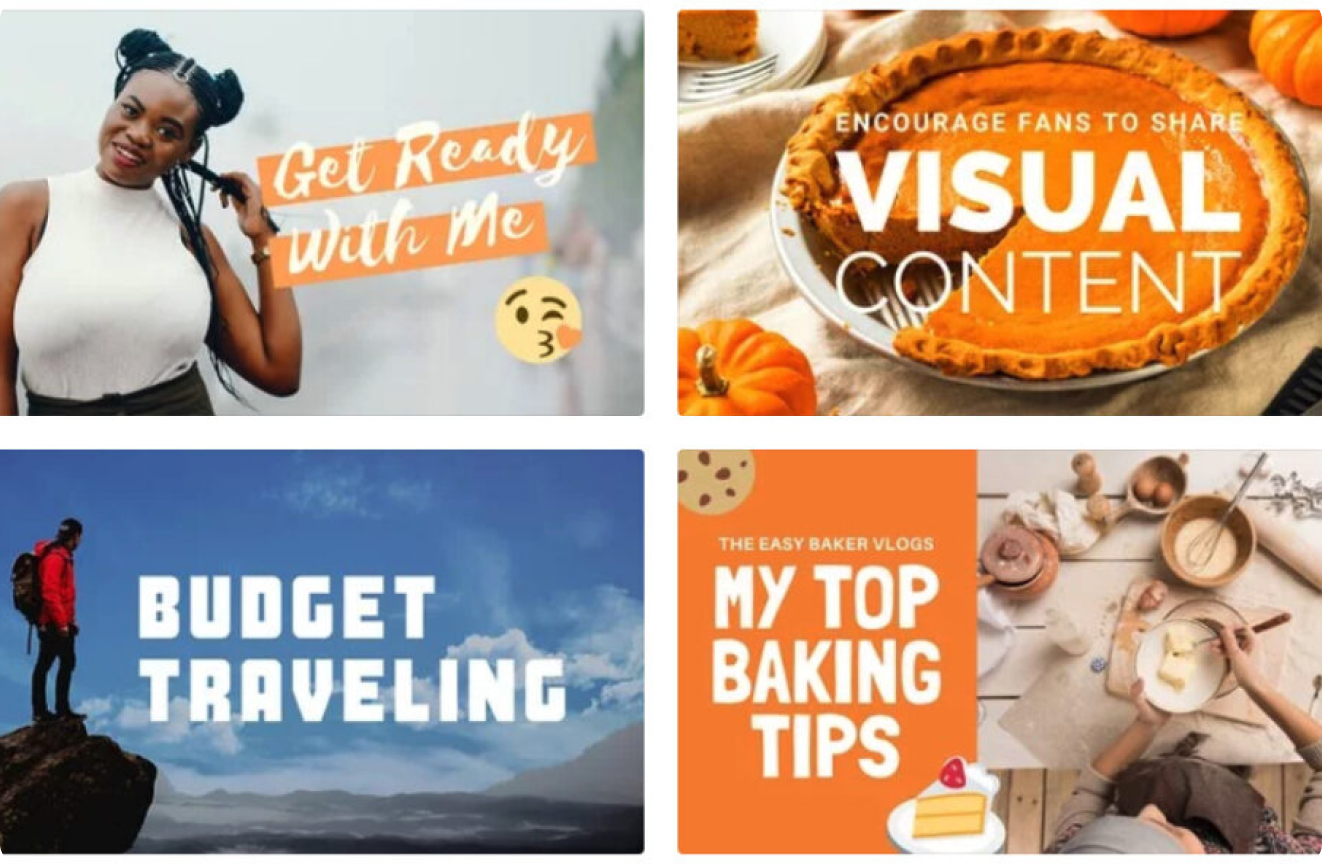 Get Ready
With Me
ENCOURAGE FANS TO SHARE
VISUAL
CONTENT
BUDGET
TRAVELING
THE EASY BAKER VLOGS
MY TOP
BAKING
TIPS